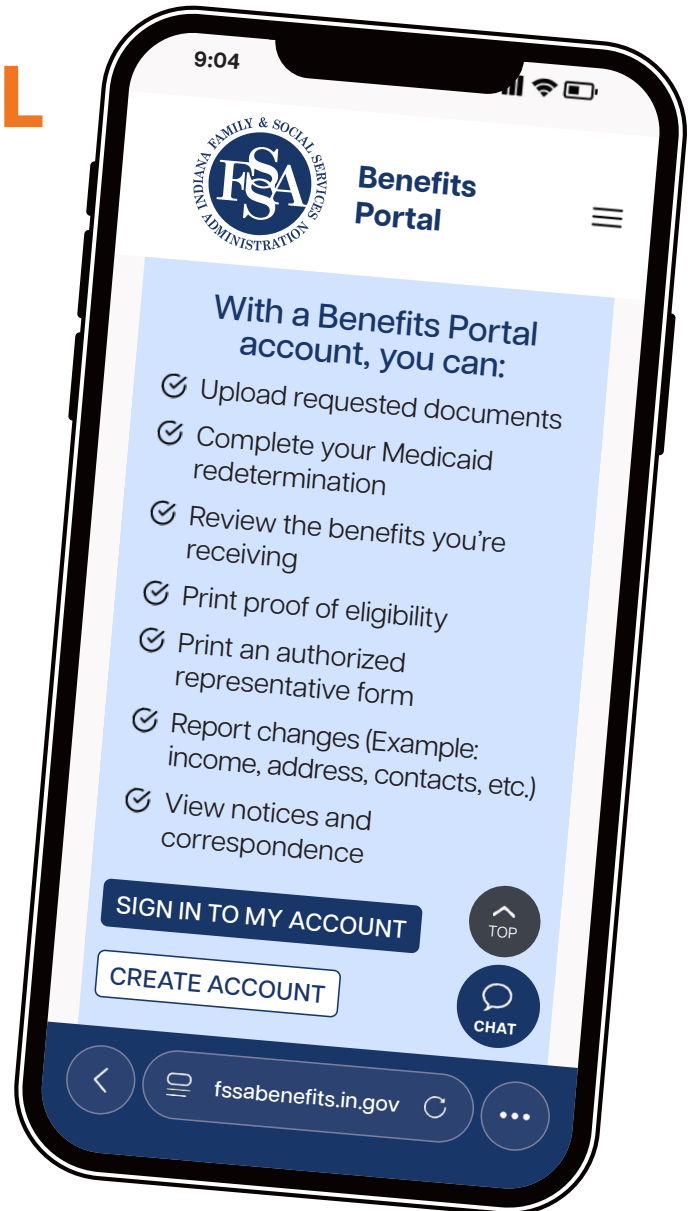 L
9:04
INDIANA FAMILY & SOCIAL SERVICES ADMINISTRATION
FSSA
Benefits
Portal
With a Benefits Portal
account, you can:
Upload requested documents
Complete your Medicaid
redetermination
Review the benefits you're
receiving
Print proof of eligibility
Print an authorized
representative form
Report changes (Example:
income, address, contacts, etc.)
View notices and
correspondence
SIGN IN TO MY ACCOUNT
TOP
CREATE ACCOUNT
CHAT
fssabenefits.in.gov